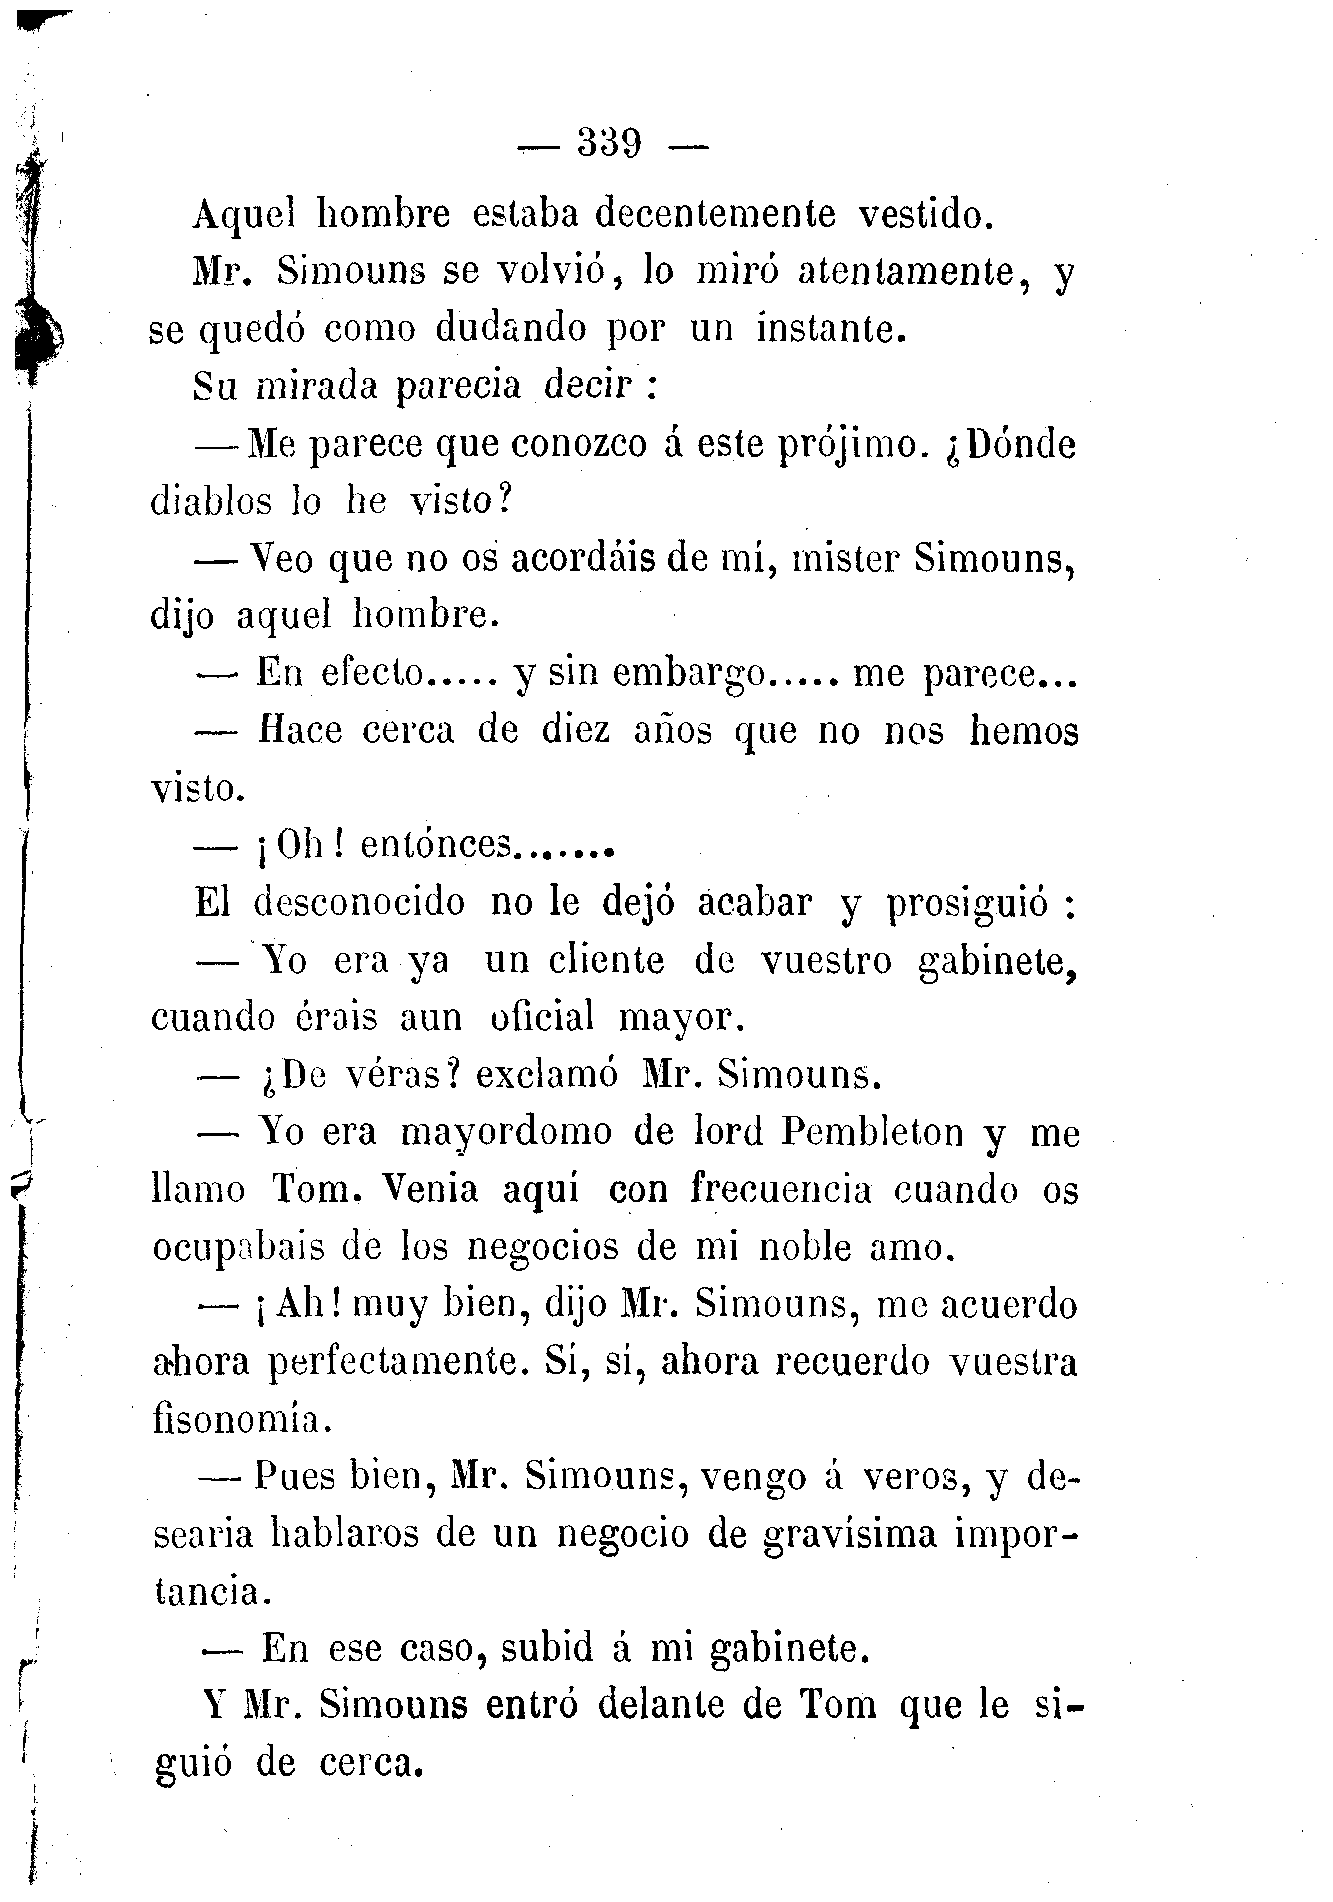 — 339 —
Aquel hombre estaba decentemente vestido.
Mr. Simouns se volvió, lo miró atentamente, y
se quedó como dudando por un instante.
Su mirada parecia decir :
— Me parece que conozco á este prójimo. ¿Dónde
diablos lo he visto?
— Veo que no os acordáis de mí, mister Simouns,
dijo aquel hombre.
— En efecto..... y sin embargo..... me parece...
— Hace cerca de diez años que no nos hemos
visto.
— ¡Oh! entónces.......
El desconocido no le dejó acabar y prosiguió :
— Yo era ya un cliente de vuestro gabinete,
cuando érais aun oficial mayor.
— ¿De véras? exclamó Mr. Simouns.
— Yo era mayordomo de lord Pembleton y me
llamo Tom. Venia aquí con frecuencia cuando os
ocupabais de los negocios de mi noble amo.
— ¡Ah! muy bien, dijo Mr. Simouns, me acuerdo
ahora perfectamente. Sí, sí, ahora recuerdo vuestra
fisonomía.
— Pues bien, Mr. Simouns, vengo á veros, y de-
searia hablaros de un negocio de gravísima impor-
tancia.
— En ese caso, subid á mi gabinete.
Y Mr. Simouns entró delante de Tom que le si-
guió de cerca.